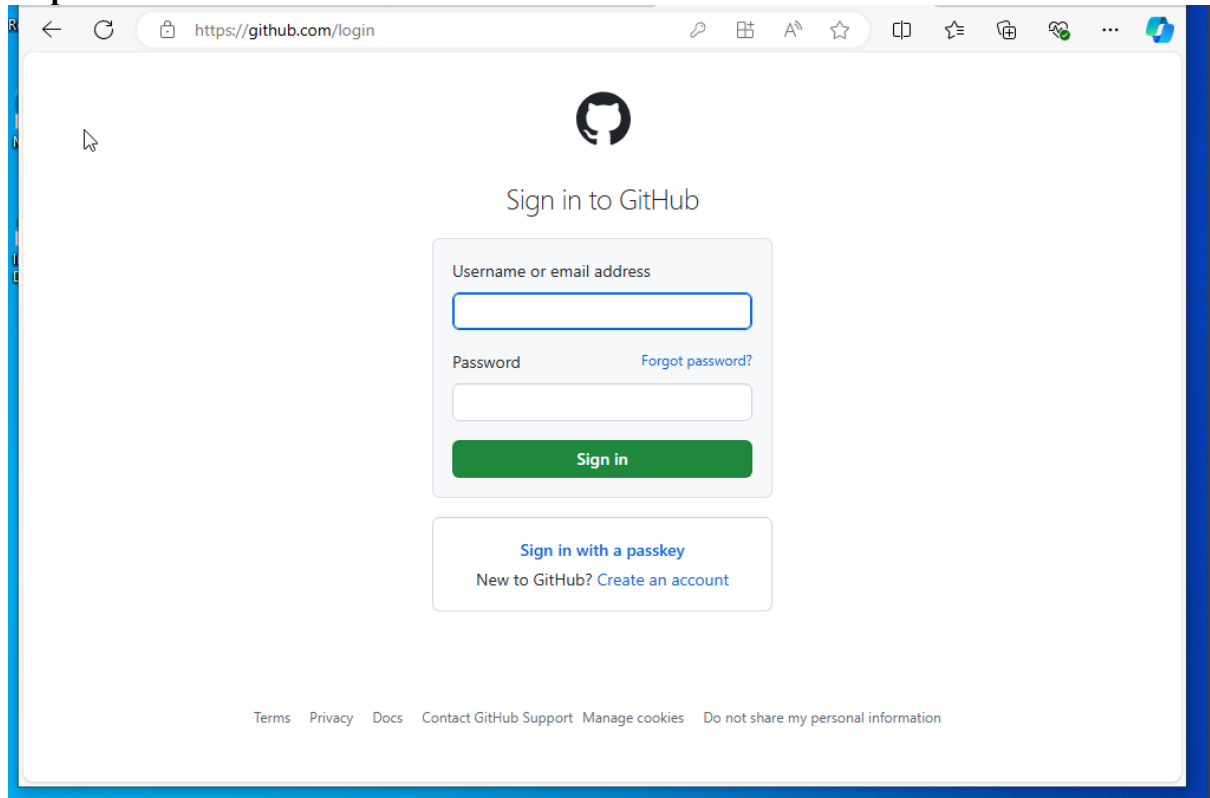 https://github.com/login
Sign in to GitHub
Username or email address
Password Forgot password?
Sign in
Sign in with a passkey
New to GitHub? Create an account
Terms Privacy Docs Contact GitHub Support Manage cookies Do not share my personal information